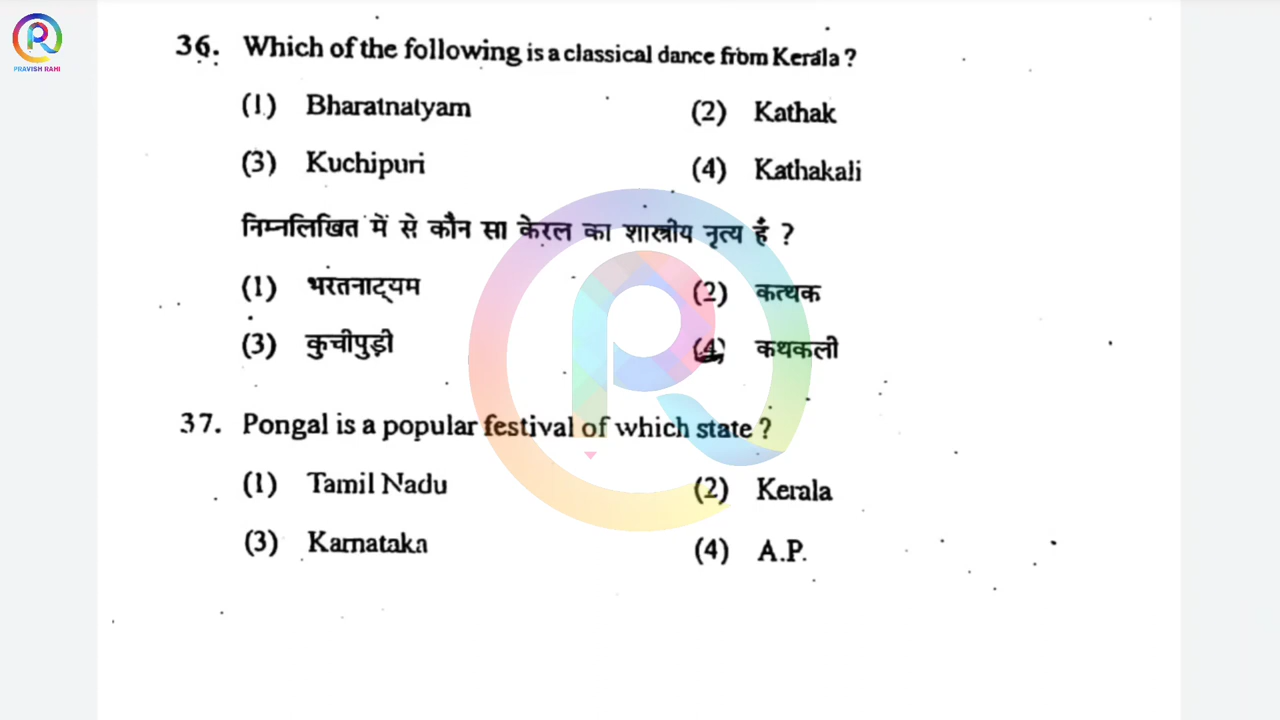 PRAVISH RAHI
36. Which of the following is a classical dance from Kerala ?
(1) Bharatnatyam (2) Kathak
(3) Kuchipuri (4) Kathakali
निम्नलिखित में से कौन सा केरल का शास्त्रीय नृत्य हैं ?
(1) भरतनाट्यम (2) कत्थक
(3) कुचीपुड़ी (4) कथकली
37. Pongal is a popular festival of which state ?
(1) Tamil Nadu (2) Kerala
(3) Karnataka (4) A.P.